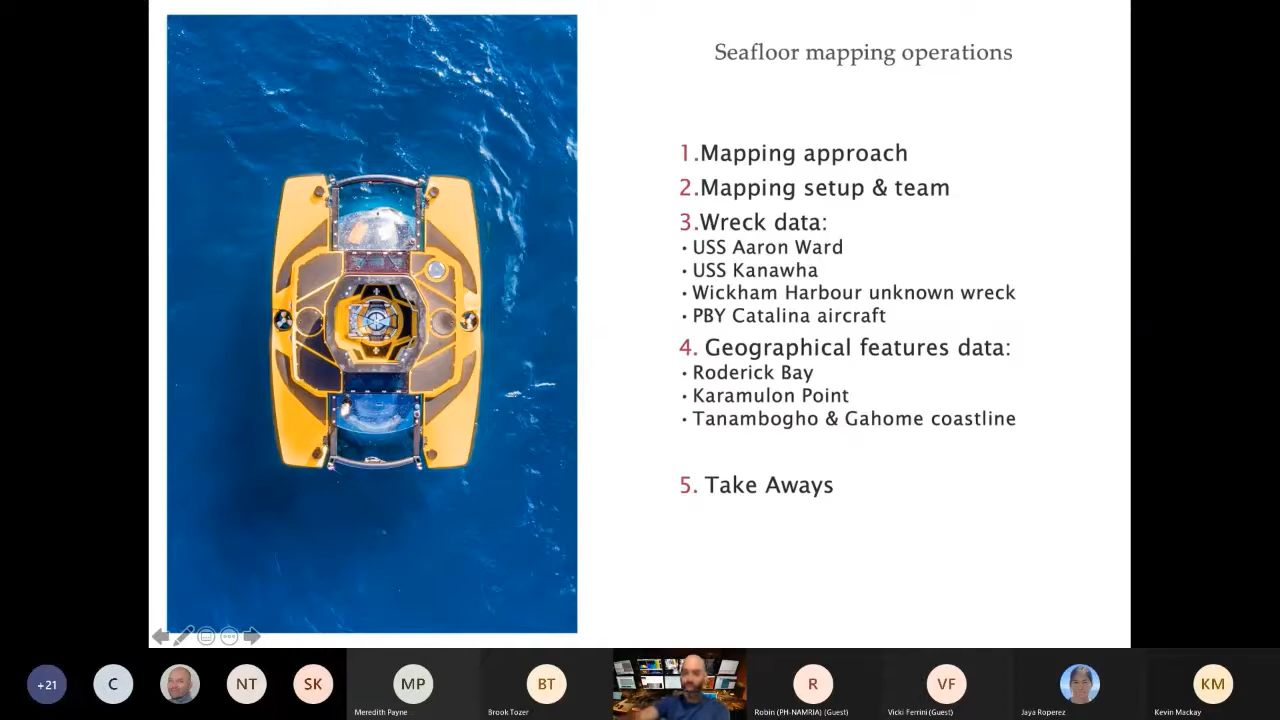 Seafloor mapping operations
1.Mapping approach
2.Mapping setup & team
3.Wreck data:
• USS Aaron Ward
• USS Kanawha
• Wickham Harbour unknown wreck
• PBY Catalina aircraft
4. Geographical features data:
• Roderick Bay
• Karamulon Point
• Tanambogho & Gahome coastline
5. Take Aways
+21
C
NT
SK
MP
BT
R
VF
KM
Meredith Payne
Brook Tozer
Robin (PH-NAMRIA) (Guest)
Vicki Ferrini (Guest)
Jaya Roperez
Kevin Mackay